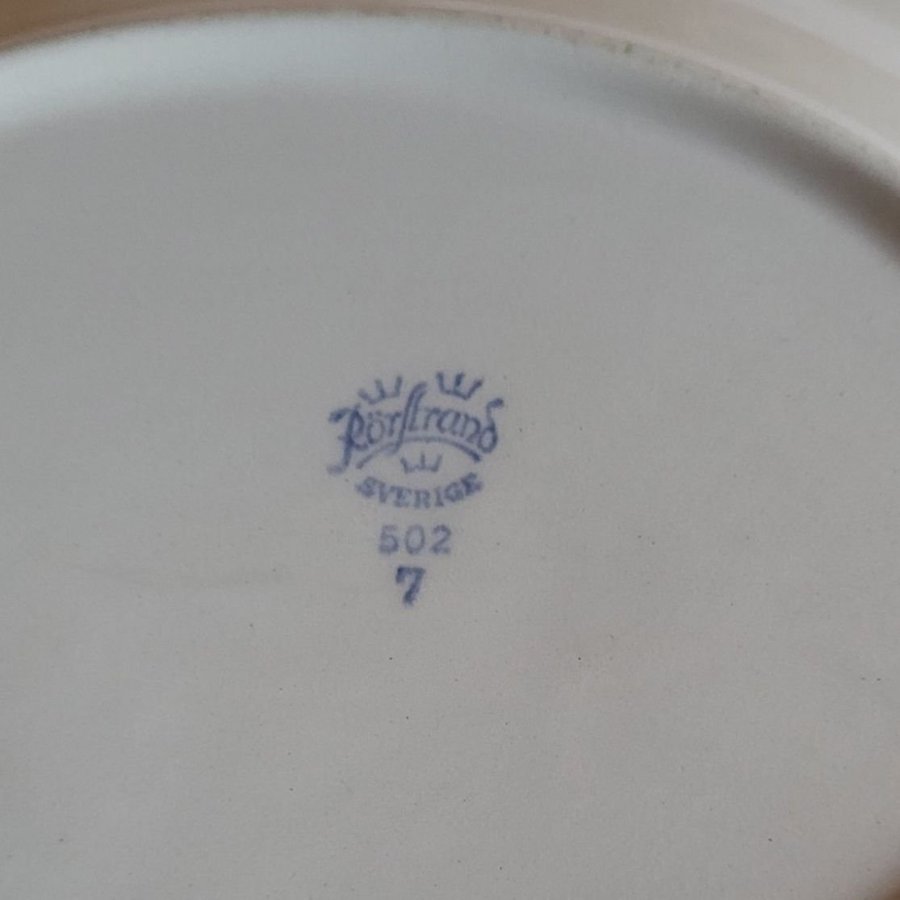 Rörstrand
SVERIGE
502
7